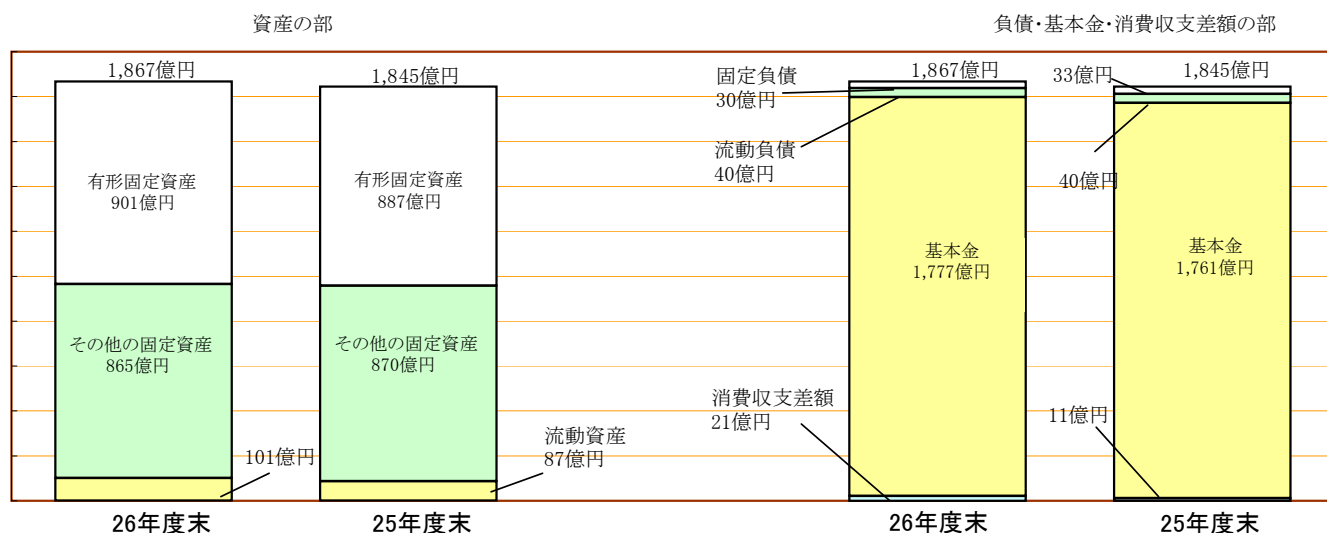 資産の部
負債・基本金・消費収支差額の部
1,867億円
1,845億円
有形固定資産
901億円
有形固定資産
887億円
その他の固定資産
865億円
その他の固定資産
870億円
101億円
流動資産
87億円
26年度末
25年度末
固定負債
30億円
流動負債
40億円
1,867億円
33億円
1,845億円
40億円
基本金
1,777億円
基本金
1,761億円
消費収支差額
21億円
11億円
26年度末
25年度末